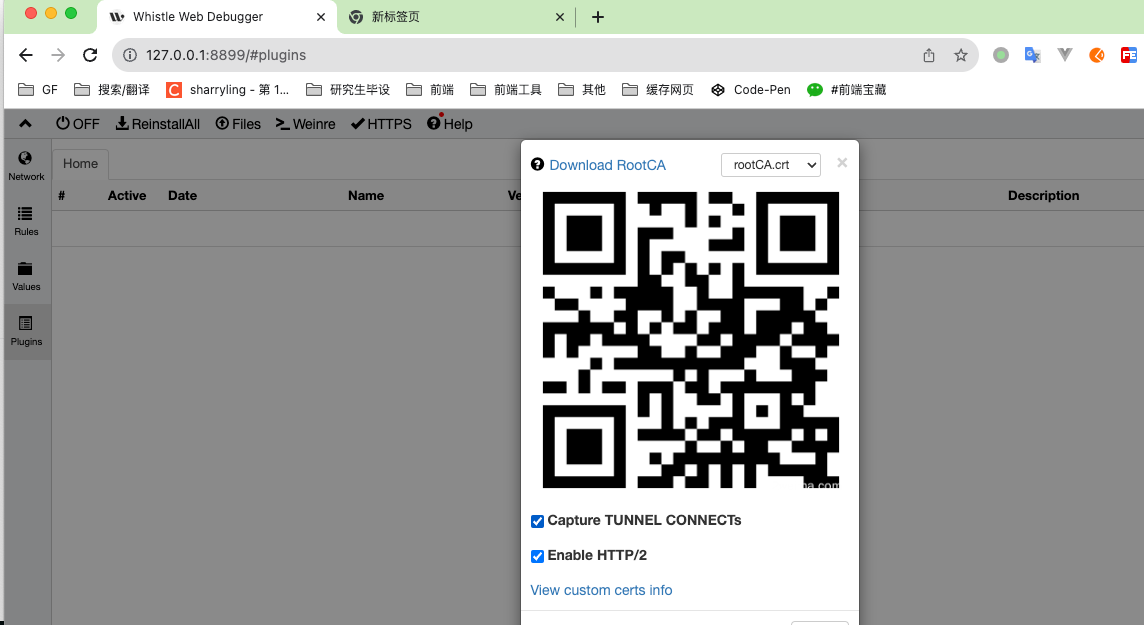 Whistle Web Debugger
新标签页
127.0.0.1:8899/#plugins
GF 搜索/翻译 sharryling - 第 1... 研究生毕设 前端 前端工具 其他 缓存网页 Code-Pen #前端宝藏
OFF ReinstallAll Files Weinre HTTPS Help
Network
Rules
Values
Plugins
Home
# Active Date Name Ve Description
Download RootCA rootCA.crt
Capture TUNNEL CONNECTs
Enable HTTP/2
View custom certs info